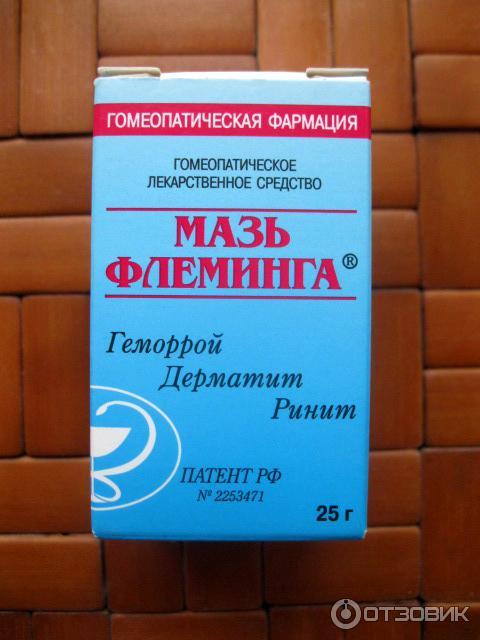 ГОМЕОПАТИЧЕСКАЯ ФАРМАЦИЯ
ГОМЕОПАТИЧЕСКОЕ
ЛЕКАРСТВЕННОЕ СРЕДСТВО
МАЗЬ
ФЛЕМИНГА®
Геморрой
Дерматит
Ринит
ПАТЕНТ РФ
№ 2253471
25 г
ОТЗОВИК